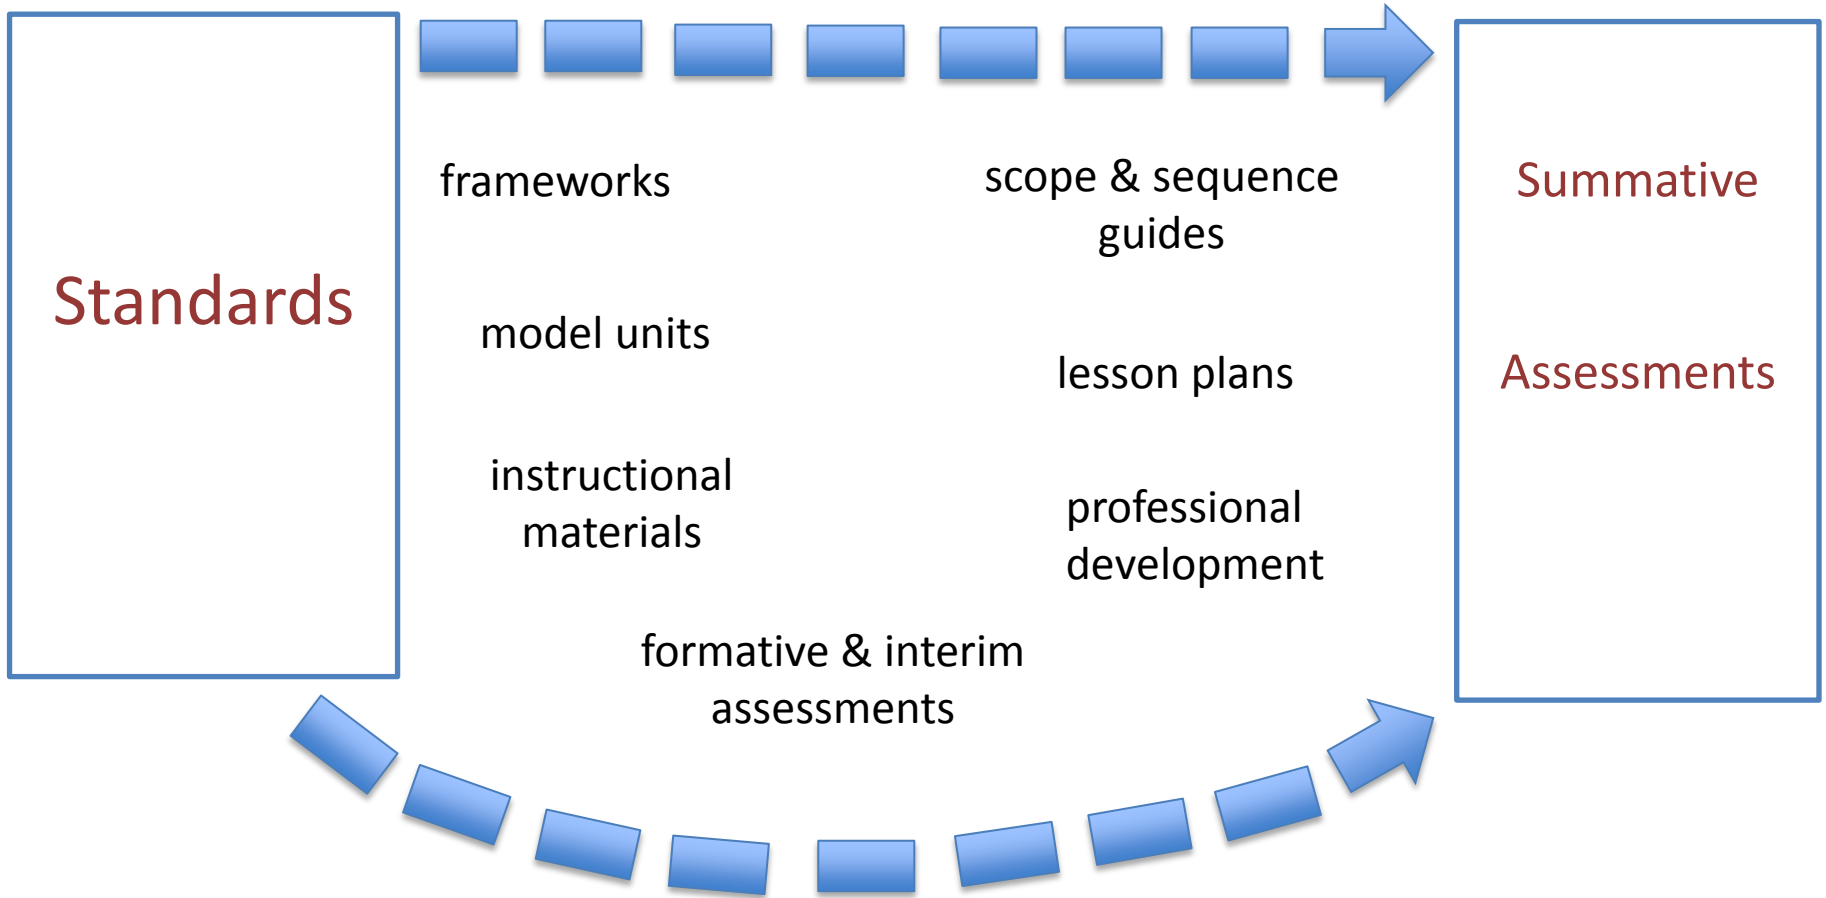 Standards
frameworks
model units
instructional
materials
formative & interim
assessments
scope & sequence
guides
lesson plans
professional
development
Summative
Assessments